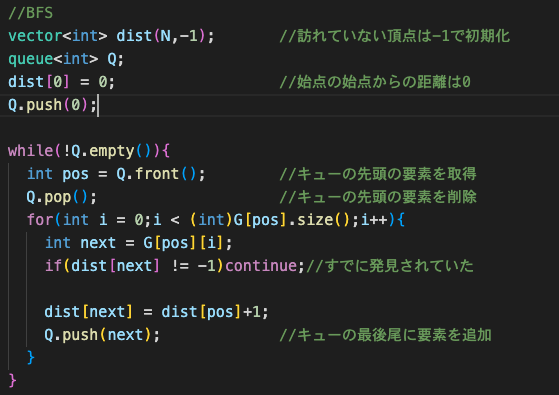 //BFS
vector<int> dist(N,-1);       //訪れていない頂点は-1で初期化
queue<int> Q;
dist[0] = 0;                  //始点の始点からの距離は0
Q.push(0);

while(!Q.empty()){
  int pos = Q.front();        //キューの先頭の要素を取得
  Q.pop();                    //キューの先頭の要素を削除
  for(int i = 0;i < (int)G[pos].size();i++){
    int next = G[pos][i];
    if(dist[next] != -1)continue;//すでに発見されていた

    dist[next] = dist[pos]+1;
    Q.push(next);             //キューの最後尾に要素を追加
  }
}